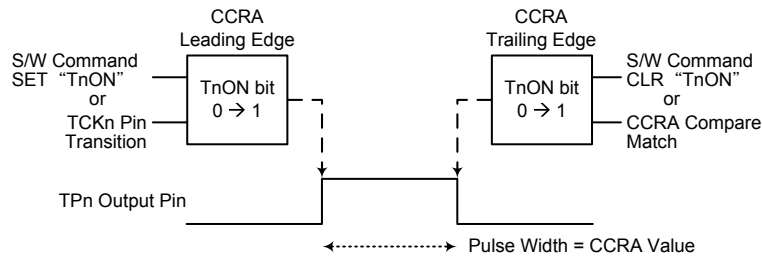 CCRA
Leading Edge
CCRA
Trailing Edge
S/W Command
SET “TnON”
or
TCKn Pin
Transition
TnON bit
0 → 1
TnON bit
0 → 1
S/W Command
CLR “TnON”
or
CCRA Compare
Match
TPn Output Pin
Pulse Width = CCRA Value